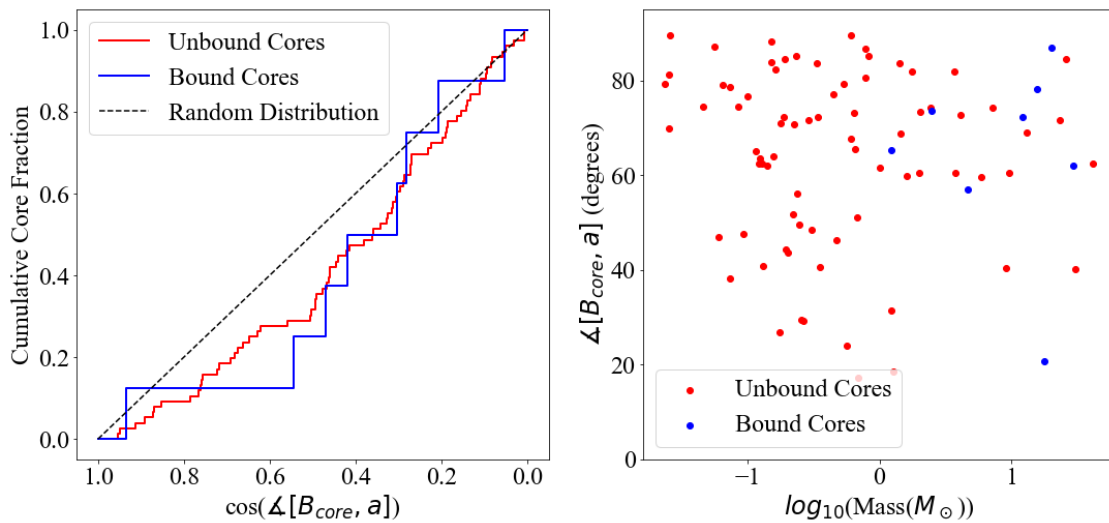 1.0
0.8
0.6
0.4
0.2
0.0
Cumulative Core Fraction
Unbound Cores
Bound Cores
Random Distribution
1.0 0.8 0.6 0.4 0.2 0.0
cos(∡[B_core, a])
80
60
40
20
0
∡[B_core, a] (degrees)
Unbound Cores
Bound Cores
−1 0 1
log₁₀(Mass(M_⊙))